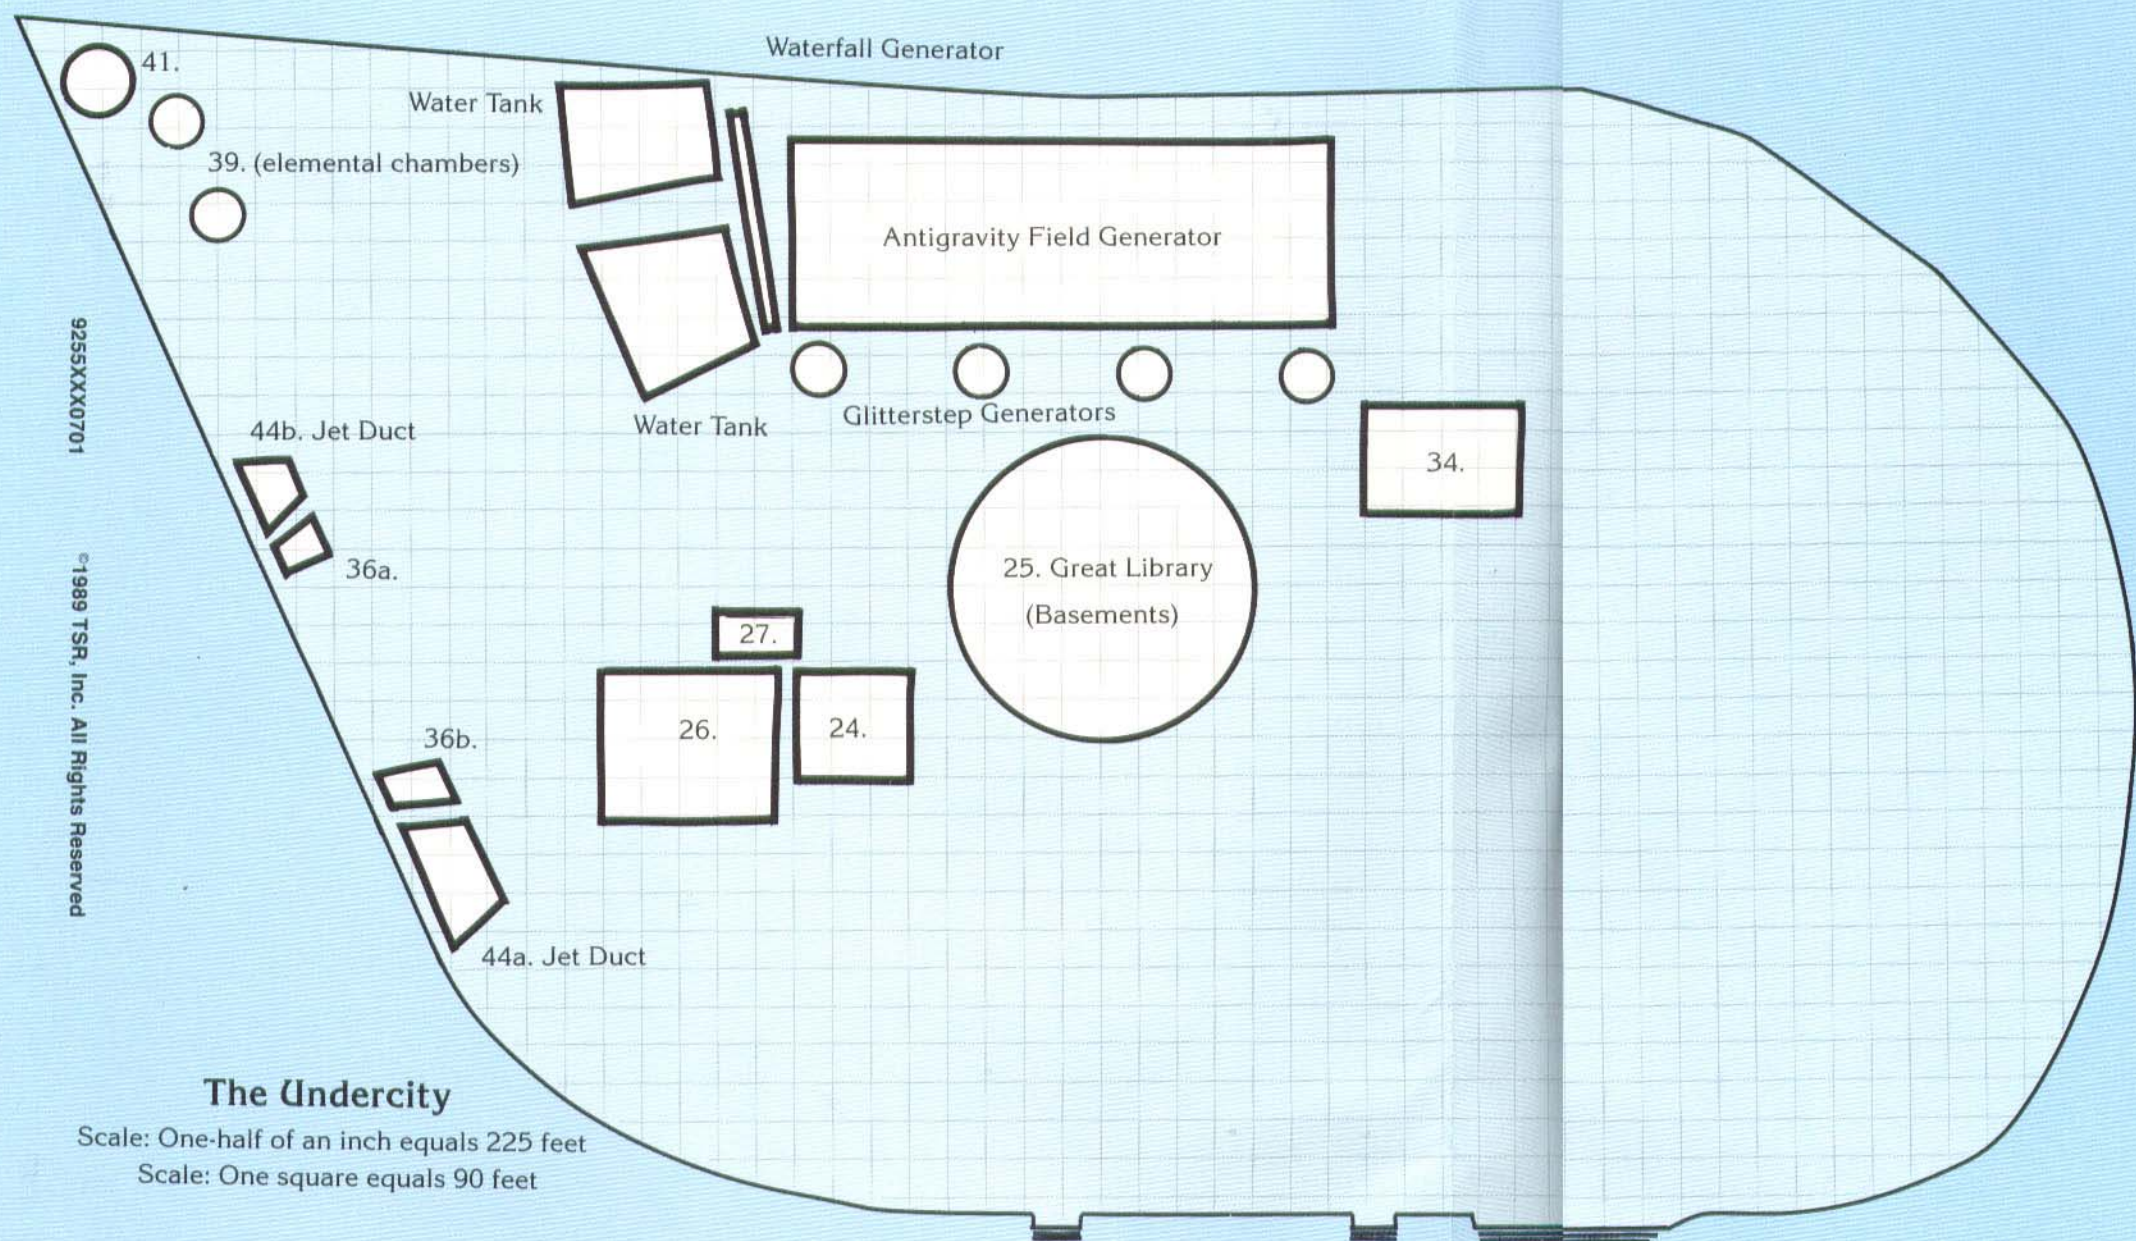 Waterfall Generator
41.
Water Tank
39. (elemental chambers)
Antigravity Field Generator
Glitterstep Generators
Water Tank
44b. Jet Duct
34.
36a.
25. Great Library
(Basements)
27.
26.
24.
36b.
44a. Jet Duct
The Undercity
Scale: One-half of an inch equals 225 feet
Scale: One square equals 90 feet
9255XXX0701
©1989 TSR, Inc. All Rights Reserved